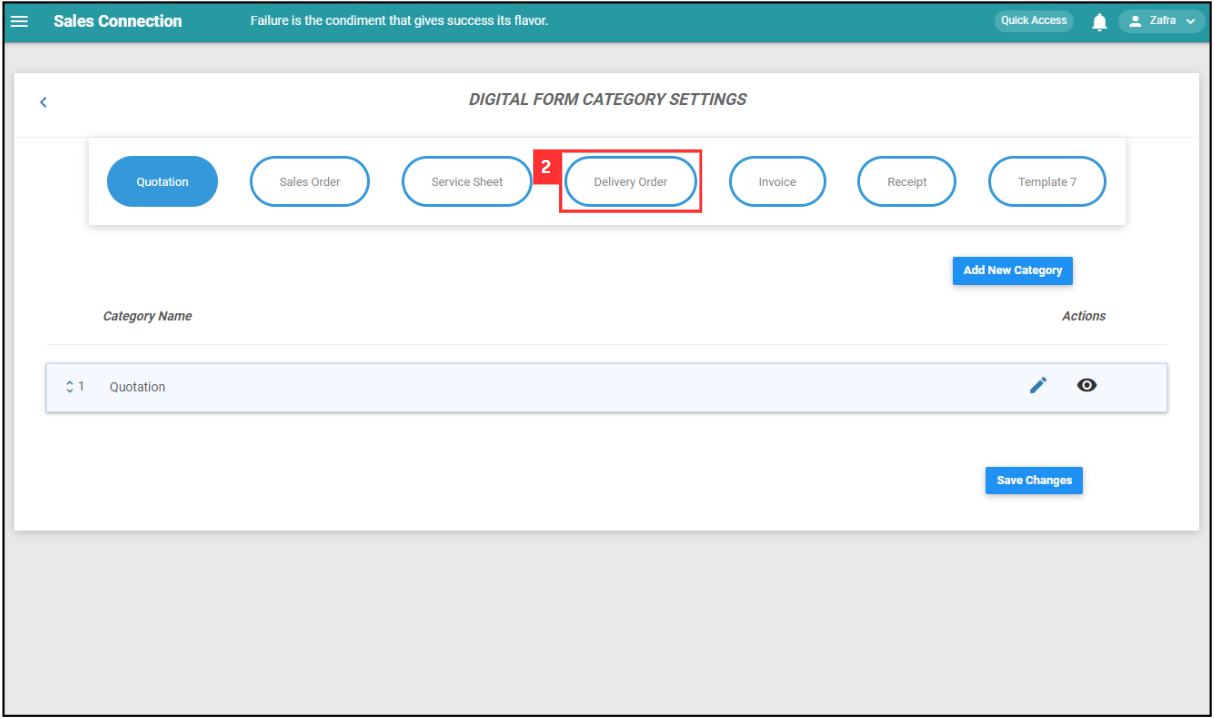 Sales Connection Failure is the condiment that gives success its flavor. Quick Access Zafra
DIGITAL FORM CATEGORY SETTINGS
Quotation Sales Order Service Sheet 2 Delivery Order Invoice Receipt Template 7
Add New Category
Category Name Actions
1 Quotation
Save Changes